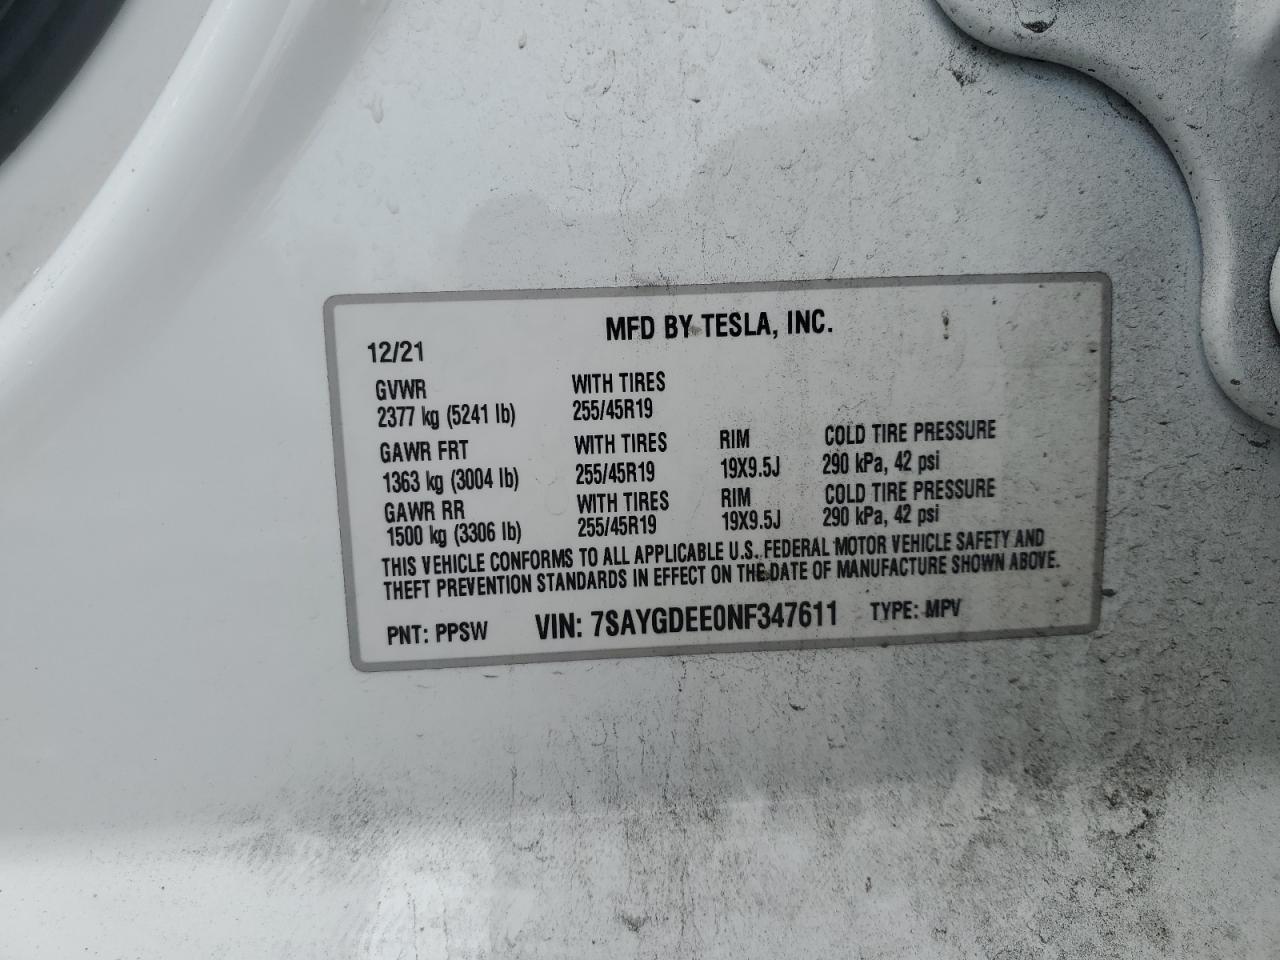 MFD BY TESLA, INC.
12/21
GVWR WITH TIRES
2377 kg (5241 lb) 255/45R19
GAWR FRT WITH TIRES RIM COLD TIRE PRESSURE
1363 kg (3004 lb) 255/45R19 19X9.5J 290 kPa, 42 psi
GAWR RR WITH TIRES RIM COLD TIRE PRESSURE
1500 kg (3306 lb) 255/45R19 19X9.5J 290 kPa, 42 psi
THIS VEHICLE CONFORMS TO ALL APPLICABLE U.S. FEDERAL MOTOR VEHICLE SAFETY AND
THEFT PREVENTION STANDARDS IN EFFECT ON THE DATE OF MANUFACTURE SHOWN ABOVE.
PNT: PPSW VIN: 7SAYGDEE0NF347611 TYPE: MPV